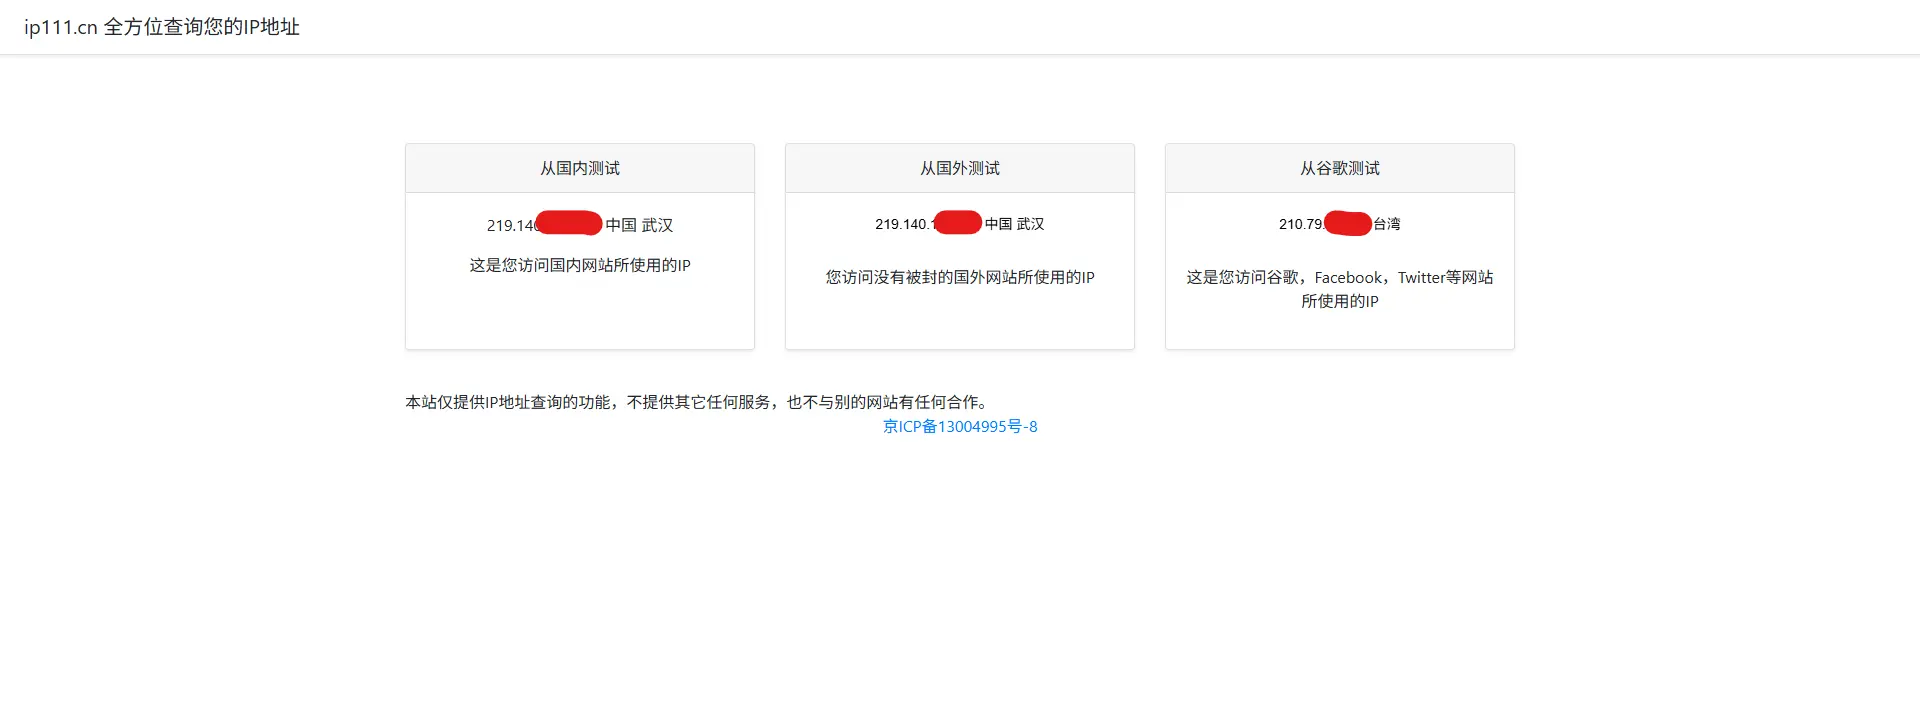 ip111.cn 全方位查询您的IP地址
从国内测试
219.14 中国 武汉
这是您访问国内网站所使用的IP
从国外测试
219.140.1 中国 武汉
您访问没有被封的国外网站所使用的IP
从谷歌测试
210.79. 台湾
这是您访问谷歌，Facebook，Twitter等网站
所使用的IP
本站仅提供IP地址查询的功能，不提供其它任何服务，也不与别的网站有任何合作。
京ICP备13004995号-8